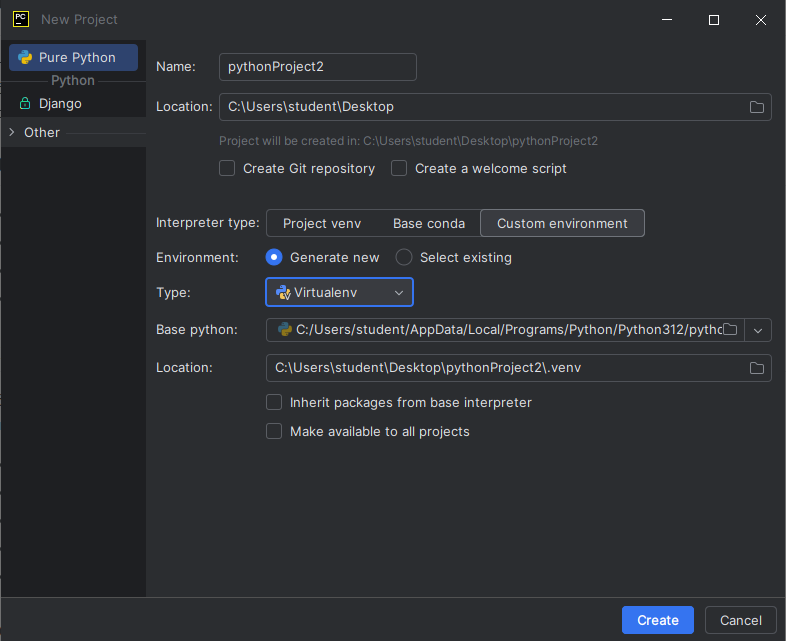 PC
New Project
Pure Python
Python
Django
Other
Name: pythonProject2
Location: C:\Users\student\Desktop
Project will be created in: C:\Users\student\Desktop\pythonProject2
Create Git repository Create a welcome script
Interpreter type: Project venv Base conda Custom environment
Environment: Generate new Select existing
Type: Virtualenv
Base python: C:/Users/student/AppData/Local/Programs/Python/Python312/pytho
Location: C:\Users\student\Desktop\pythonProject2\.venv
Inherit packages from base interpreter
Make available to all projects
Create Cancel